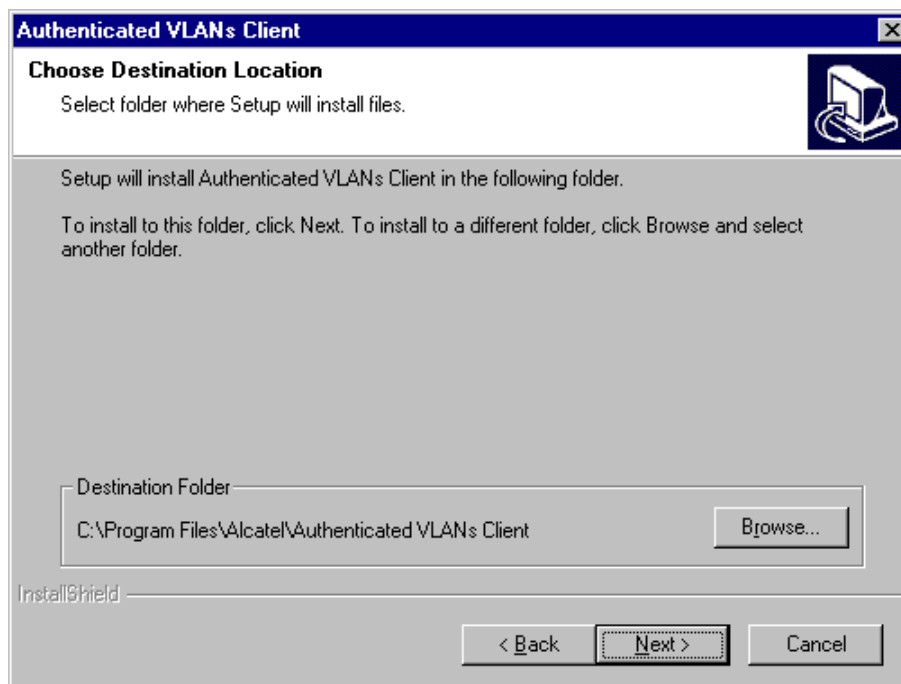 Authenticated VLANs Client
Choose Destination Location
Select folder where Setup will install files.
Setup will install Authenticated VLANs Client in the following folder.
To install to this folder, click Next. To install to a different folder, click Browse and select
another folder.
Destination Folder
C:\Program Files\Alcatel\Authenticated VLANs Client
Browse...
InstallShield
< Back
Next >
Cancel